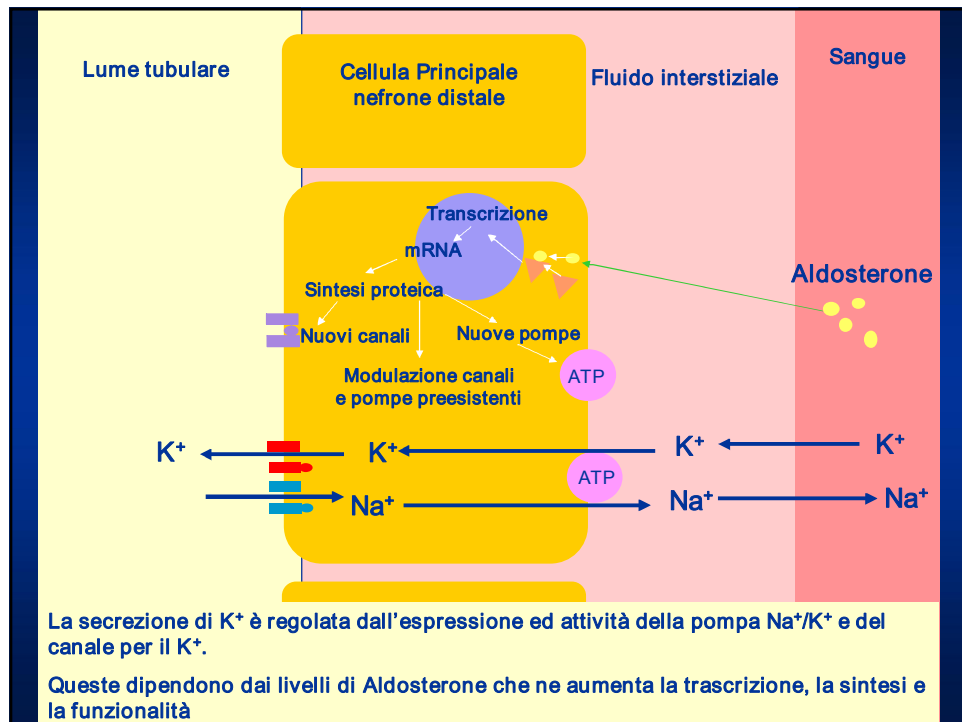 Lume tubulare
Cellula Principale
nefrone distale
Fluido interstiziale
Sangue
Transcrizione
mRNA
Sintesi proteica
Aldosterone
Nuovi canali
Nuove pompe
Modulazione canali
e pompe preesistenti
ATP
K⁺
K⁺
K⁺
K⁺
ATP
Na⁺
Na⁺
Na⁺
La secrezione di K⁺ è regolata dall'espressione ed attività della pompa Na⁺/K⁺ e del
canale per il K⁺.
Queste dipendono dai livelli di Aldosterone che ne aumenta la trascrizione, la sintesi e
la funzionalità